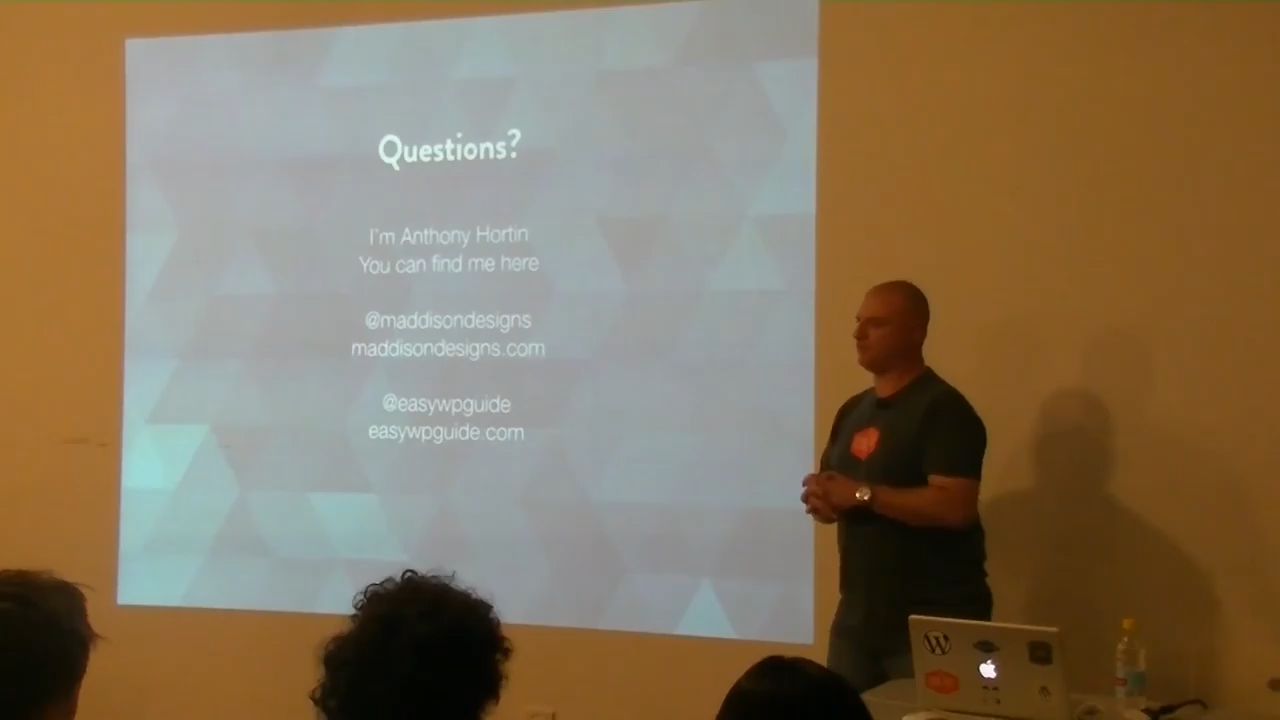 Questions?
I'm Anthony Hortin
You can find me here
@maddisondesigns
maddisondesigns.com
@easywpguide
easywpguide.com